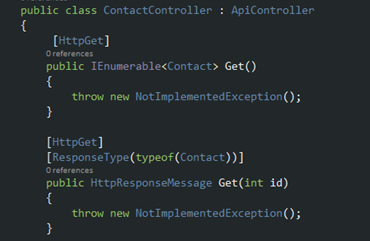 public class ContactController : ApiController
{
[HttpGet]
0 references
public IEnumerable<Contact> Get()
{
throw new NotImplementedException();
}
[HttpGet]
[ResponseType(typeof(Contact))]
0 references
public HttpResponseMessage Get(int id)
{
throw new NotImplementedException();
}